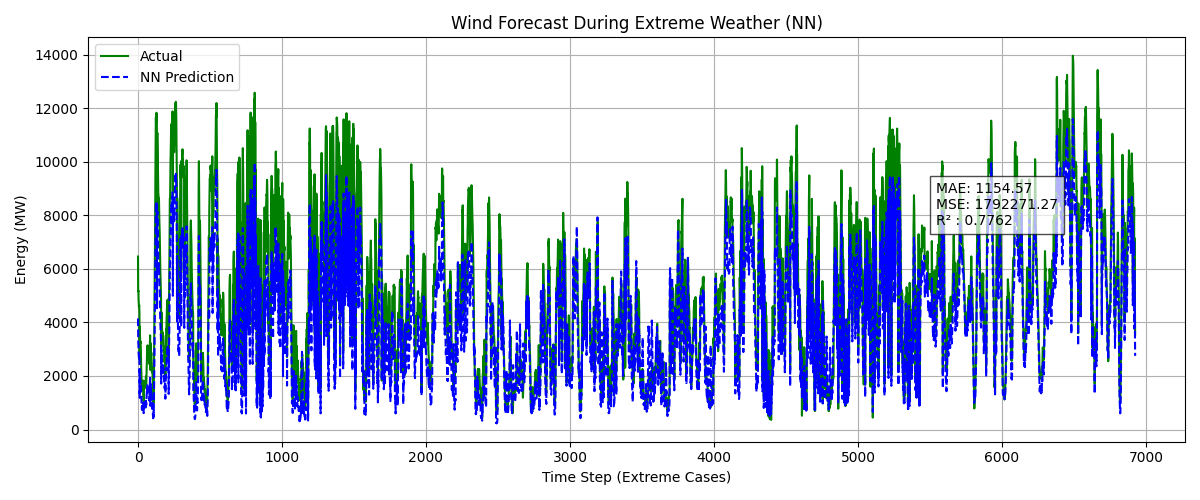 Wind Forecast During Extreme Weather (NN)
Actual
NN Prediction
14000
12000
10000
8000
6000
4000
2000
0
Energy (MW)
MAE: 1154.57
MSE: 1792271.27
R² : 0.7762
0 1000 2000 3000 4000 5000 6000 7000
Time Step (Extreme Cases)